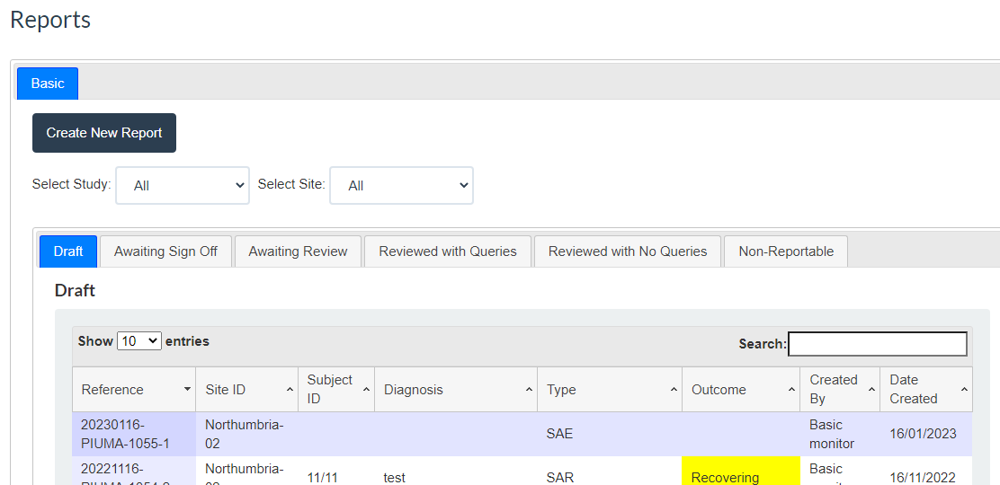 Reports
Basic
Create New Report
Select Study: All Select Site: All
Draft Awaiting Sign Off Awaiting Review Reviewed with Queries Reviewed with No Queries Non-Reportable
Draft
Show 10 entries Search:
Reference Site ID Subject ID Diagnosis Type Outcome Created By Date Created
20230116-PIUMA-1055-1 Northumbria-02 SAE Basic monitor 16/01/2023
20221116- Northumbria- 11/11 test SAR Recovering Basic 16/11/2022